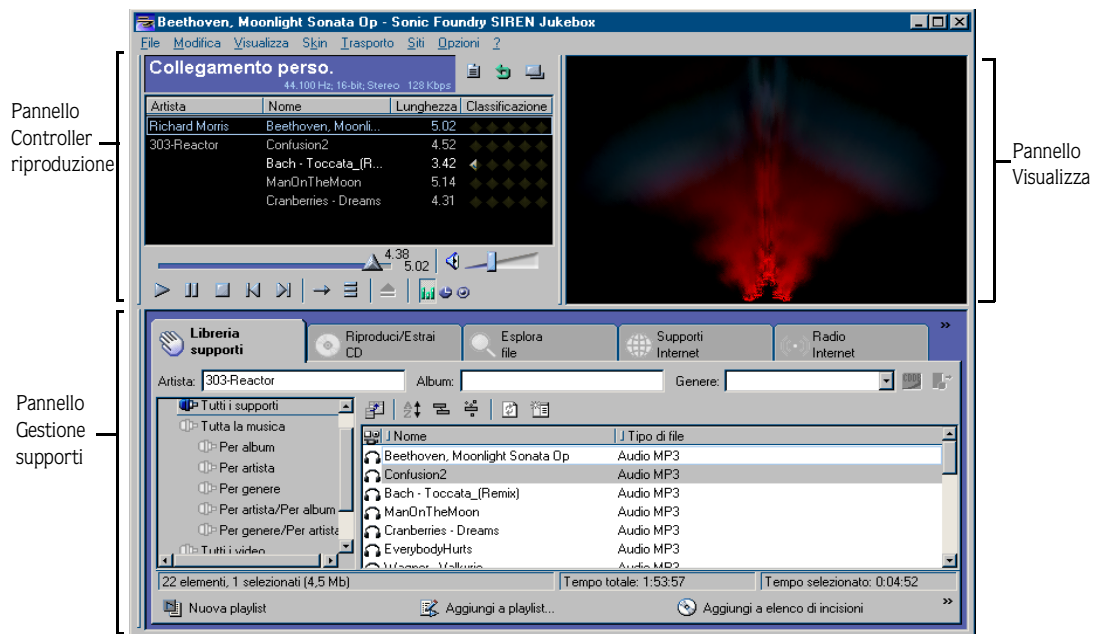 Beethoven, Moonlight Sonata Op - Sonic Foundry SIREN Jukebox
File Modifica Visualizza Skin Trasporto Siti Opzioni ?
Collegamento perso.
44.100 Hz; 16-bit; Stereo 128 Kbps
Artista Nome Lunghezza Classificazione
Richard Morris Beethoven, Moonli... 5.02
303-Reactor Confusion2 4.52
Bach - Toccata_(R... 3.42
ManOnTheMoon 5.14
Cranberries - Dreams 4.31
4.38
5.02
Pannello
Controller
riproduzione
Pannello
Visualizza
Libreria
supporti
Riproduci/Estrai
CD
Esplora
file
Supporti
Internet
Radio
Internet
»
Artista: 303-Reactor Album: Genere:
Pannello
Gestione
supporti
Tutti i supporti
Tutta la musica
Per album
Per artista
Per genere
Per artista/Per album
Per genere/Per artista
Tutti i video
Nome Tipo di file
Beethoven, Moonlight Sonata Op Audio MP3
Confusion2 Audio MP3
Bach - Toccata_(Remix) Audio MP3
ManOnTheMoon Audio MP3
Cranberries - Dreams Audio MP3
EverybodyHurts Audio MP3
Audio MP3
22 elementi, 1 selezionati (4,5 Mb) Tempo totale: 1:53:57 Tempo selezionato: 0:04:52
Nuova playlist Aggiungi a playlist... Aggiungi a elenco di incisioni »